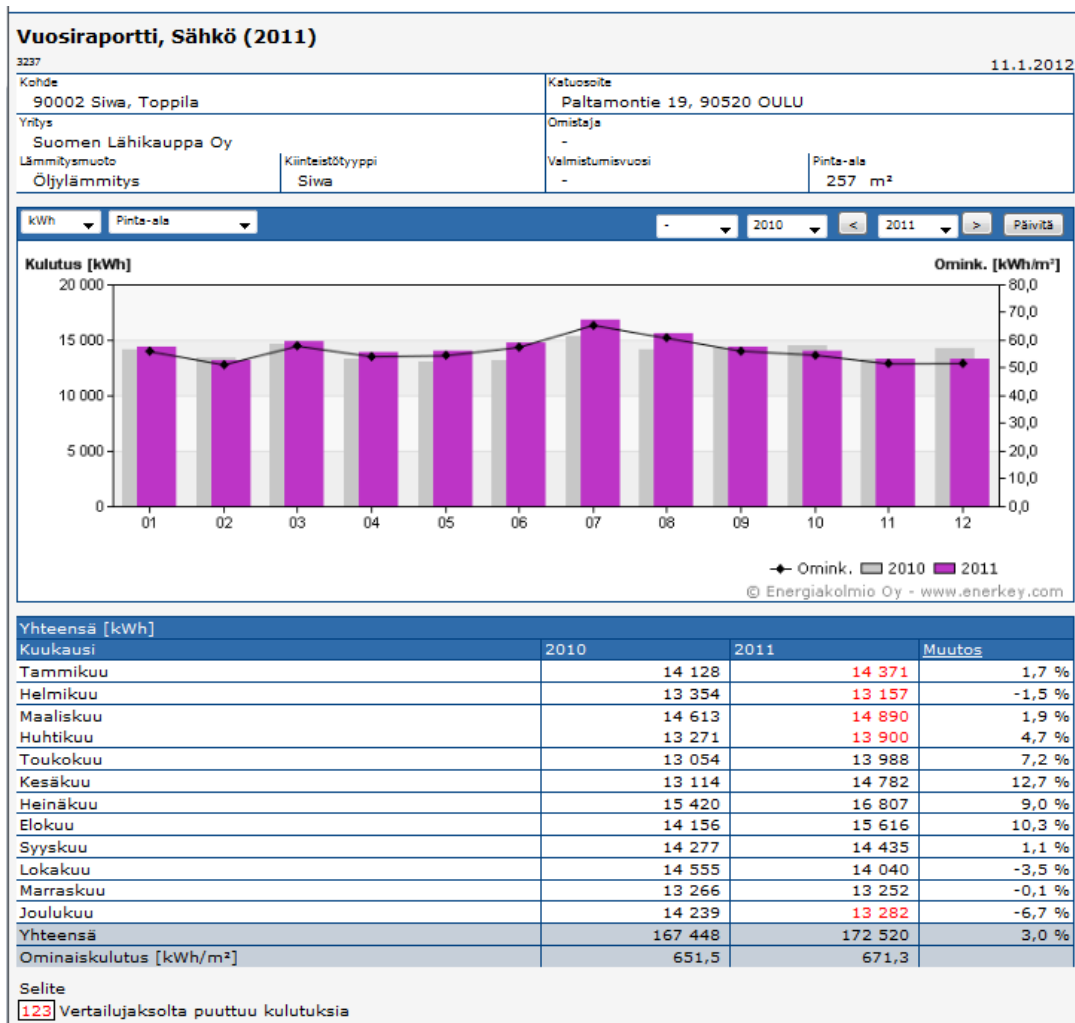 Vuosiraportti, Sähkö (2011)
3237 11.1.2012
Kohde Katuosoite
90002 Siwa, Toppila Paltamontie 19, 90520 OULU
Yritys Omistaja
Suomen Lähikauppa Oy -
Lämmitysmuoto Kiinteistötyyppi Valmistumisvuosi Pinta-ala
Öljylämmitys Siwa - 257 m²
kWh Pinta-ala - 2010 < 2011 > Päivitä
Kulutus [kWh] Omink. [kWh/m²]
20 000 80,0
70,0
15 000 60,0
50,0
10 000 40,0
30,0
5 000 20,0
10,0
0 0,0
01 02 03 04 05 06 07 08 09 10 11 12
Omink. 2010 2011
© Energiakolmio Oy - www.enerkey.com
Yhteensä [kWh]
Kuukausi 2010 2011 Muutos
Tammikuu 14 128 14 371 1,7 %
Helmikuu 13 354 13 157 -1,5 %
Maaliskuu 14 613 14 890 1,9 %
Huhtikuu 13 271 13 900 4,7 %
Toukokuu 13 054 13 988 7,2 %
Kesäkuu 13 114 14 782 12,7 %
Heinäkuu 15 420 16 807 9,0 %
Elokuu 14 156 15 616 10,3 %
Syyskuu 14 277 14 435 1,1 %
Lokakuu 14 555 14 040 -3,5 %
Marraskuu 13 266 13 252 -0,1 %
Joulukuu 14 239 13 282 -6,7 %
Yhteensä 167 448 172 520 3,0 %
Ominaiskulutus [kWh/m²] 651,5 671,3
Selite
123 Vertailujaksolta puuttuu kulutuksia